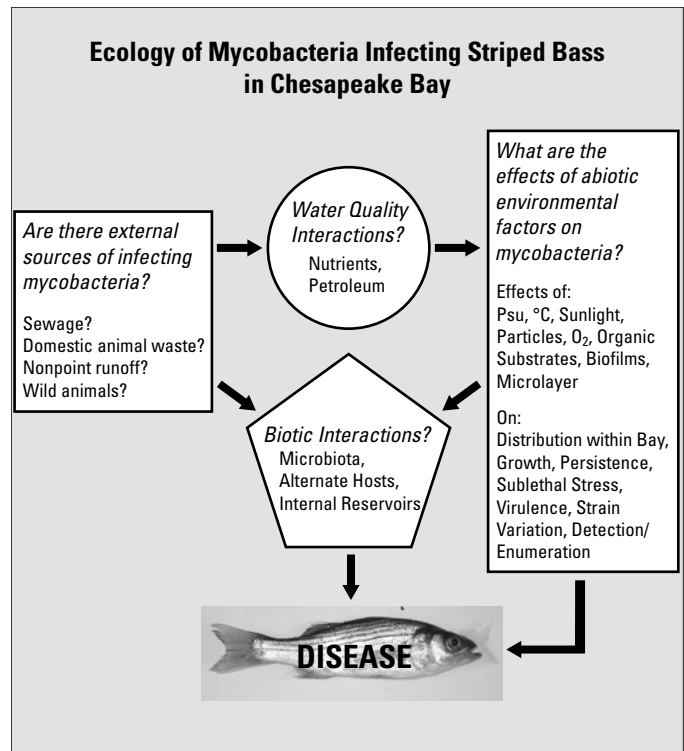 Ecology of Mycobacteria Infecting Striped Bass
in Chesapeake Bay
Are there external
sources of infecting
mycobacteria?
Sewage?
Domestic animal waste?
Nonpoint runoff?
Wild animals?
Water Quality
Interactions?
Nutrients,
Petroleum
What are the
effects of abiotic
environmental
factors on
mycobacteria?
Effects of:
Psu, °C, Sunlight,
Particles, O₂, Organic
Substrates, Biofilms,
Microlayer
On:
Distribution within Bay,
Growth, Persistence,
Sublethal Stress,
Virulence, Strain
Variation, Detection/
Enumeration
Biotic Interactions?
Microbiota,
Alternate Hosts,
Internal Reservoirs
DISEASE